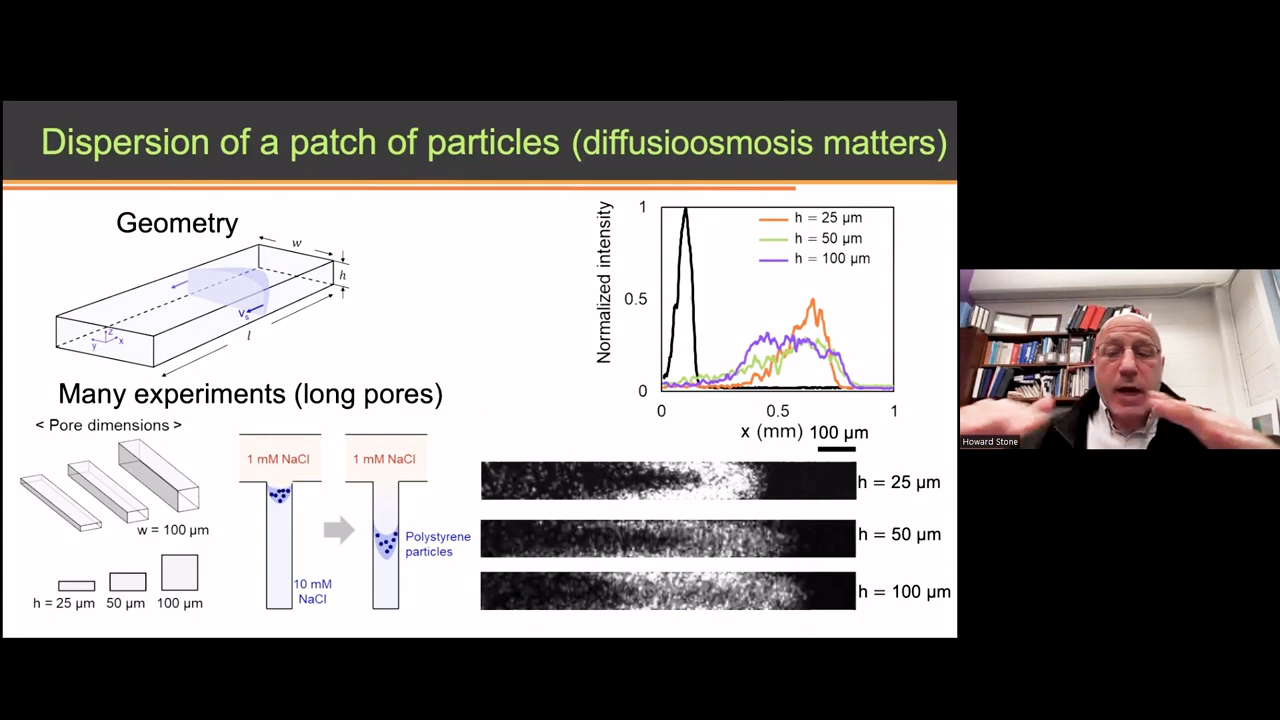 Dispersion of a patch of particles (diffusioosmosis matters)
Geometry
w
h
l
vs
z
y
x
Many experiments (long pores)
< Pore dimensions >
w = 100 μm
h = 25 μm
50 μm
100 μm
1 mM NaCl
1 mM NaCl
10 mM
NaCl
Polystyrene
particles
Normalized intensity
1
0.5
0
0
0.5
1
x (mm)
h = 25 μm
h = 50 μm
h = 100 μm
100 μm
h = 25 μm
h = 50 μm
h = 100 μm
Howard Stone